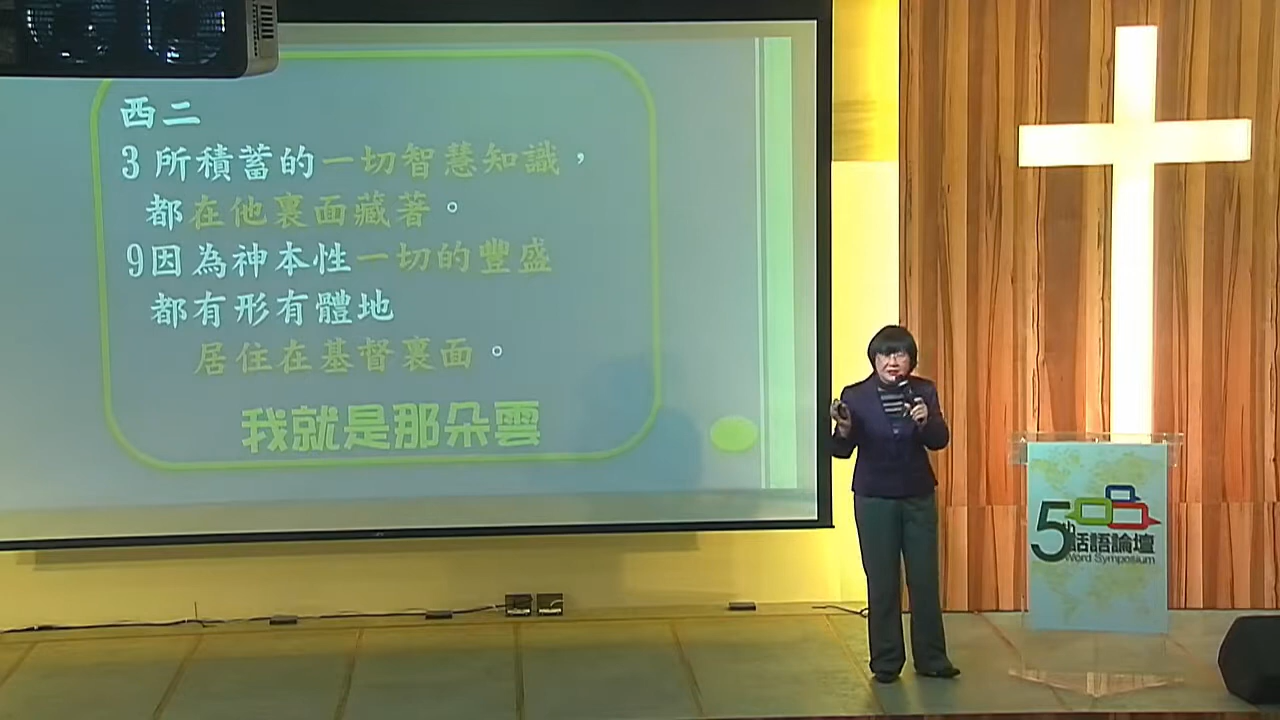 西二
3所積蓄的一切智慧知識，
都在他裏面藏著。
9因為神本性一切的豐盛
都有形有體地
居住在基督裏面。
我就是那朵雲
5th
話語論壇
Word Symposium